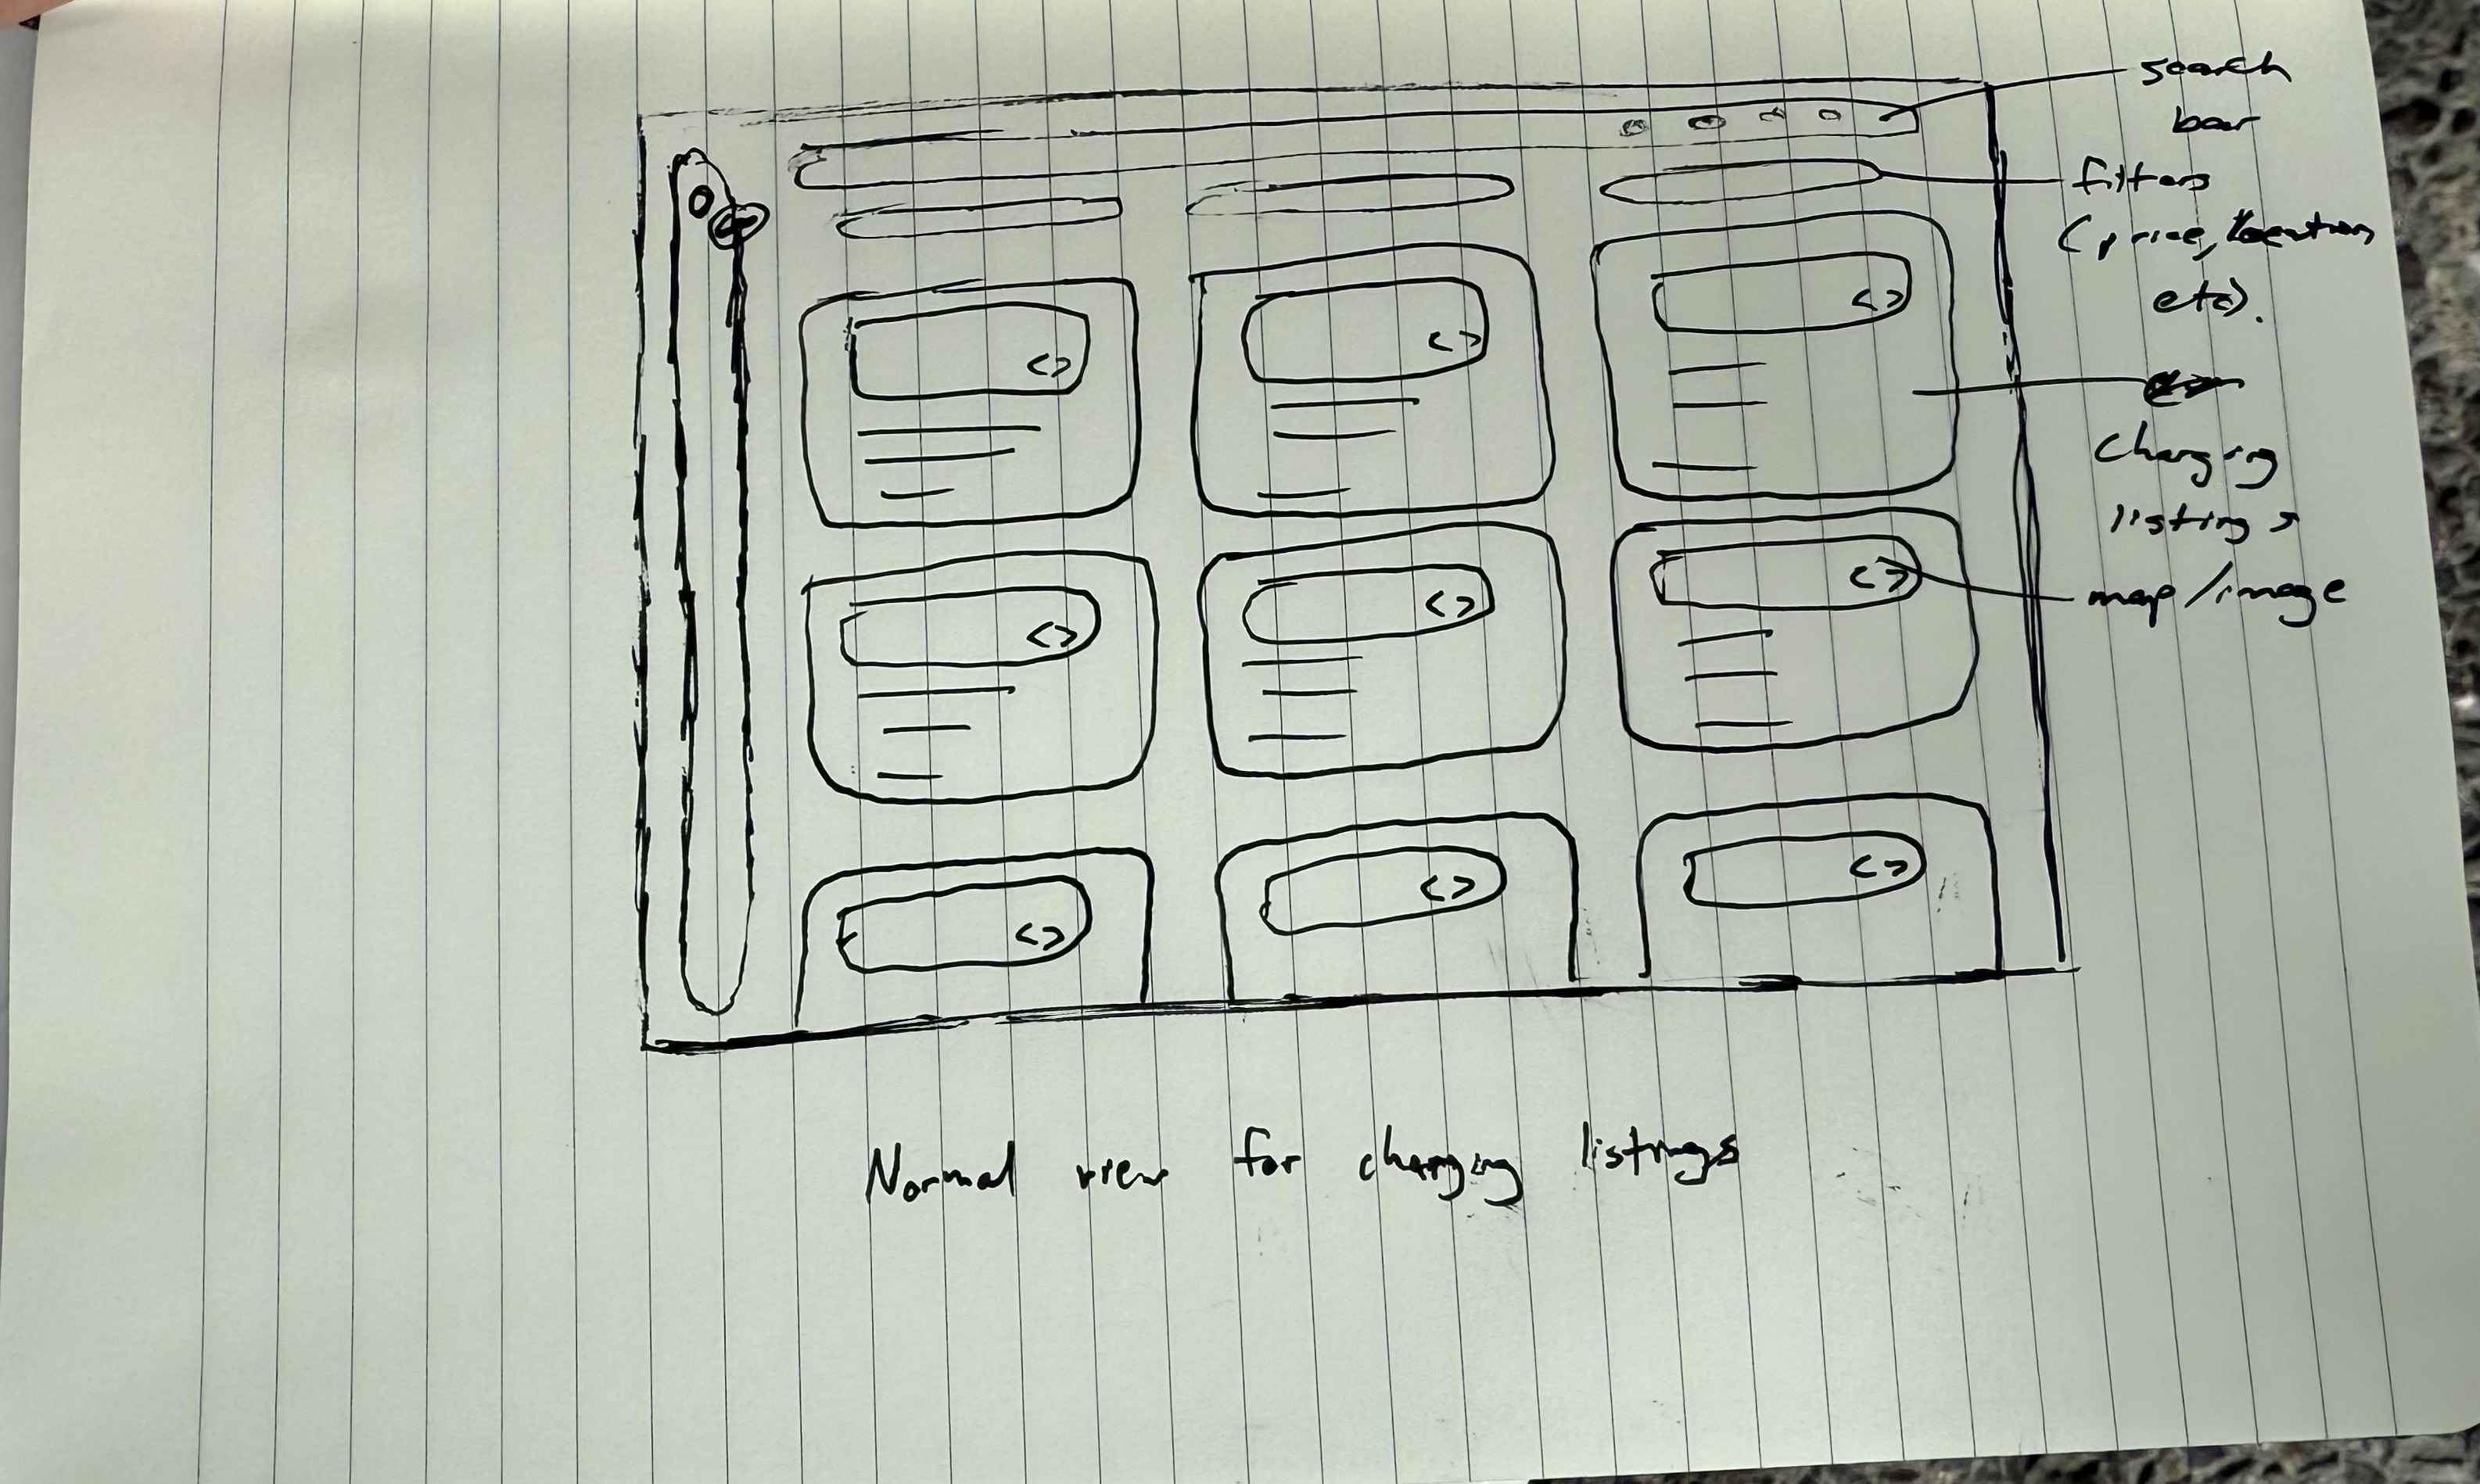 search
bar
filters
(price, location
etc).
charging
listings
map/image
Normal view for charging listings